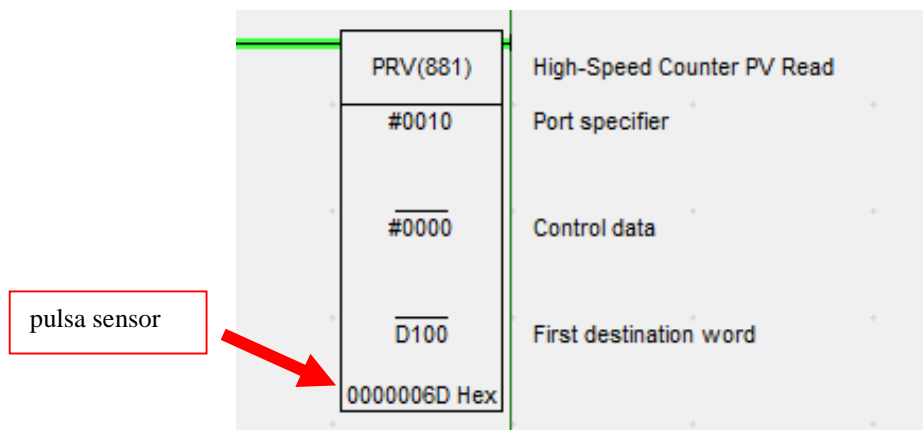 PRV(881) High-Speed Counter PV Read
#0010 Port specifier
#0000 Control data
pulsa sensor
D100 First destination word
0000006D Hex